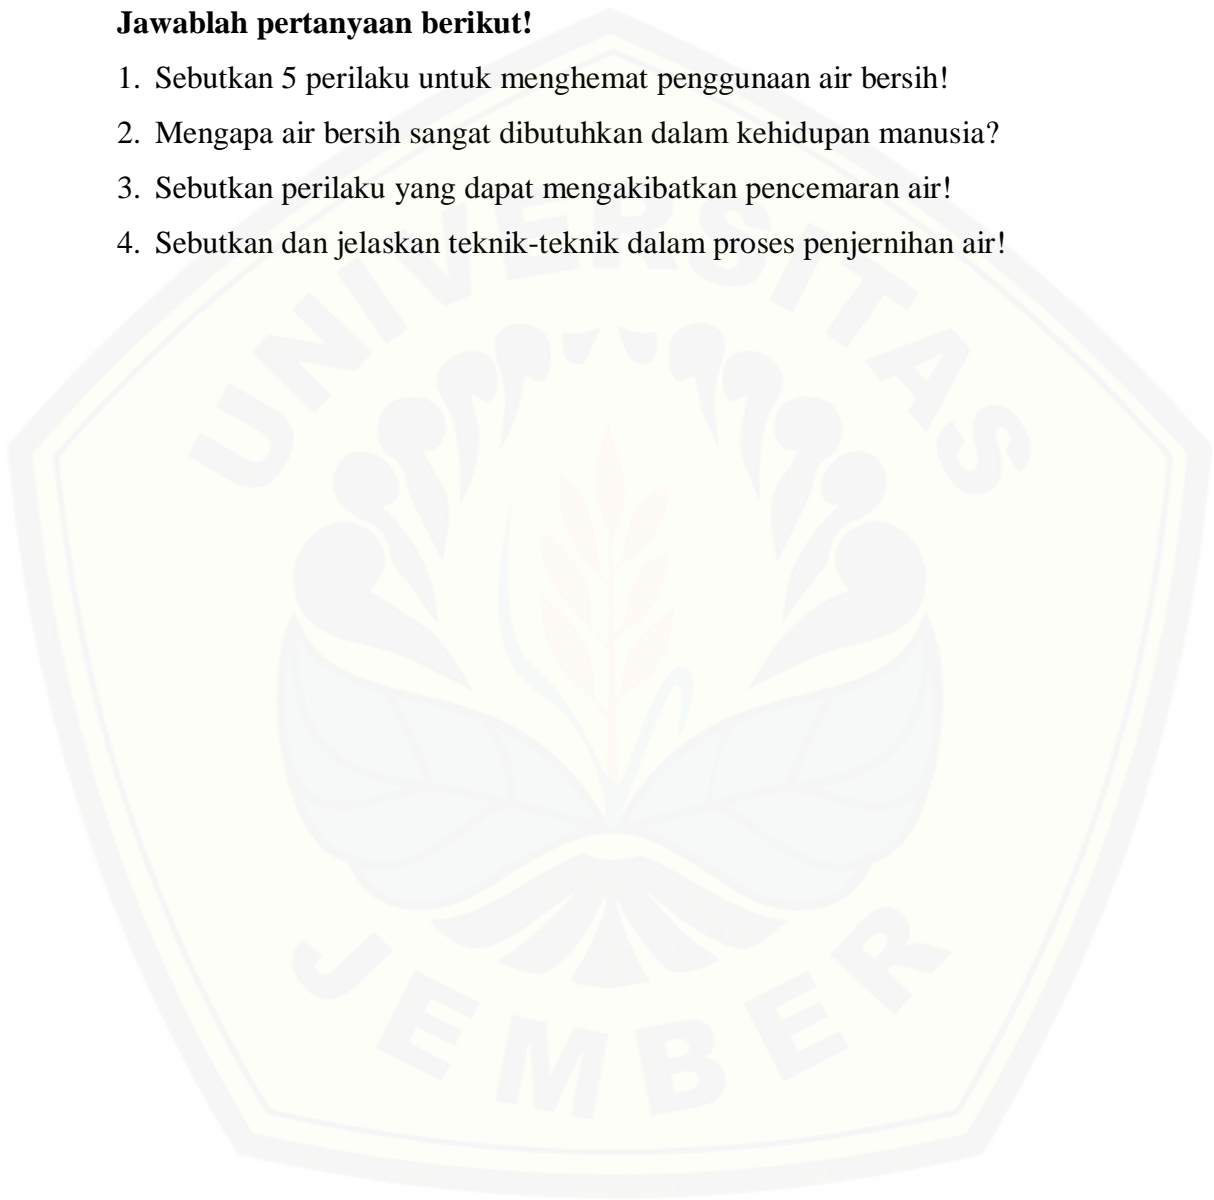 Jawablah pertanyaan berikut!
1. Sebutkan 5 perilaku untuk menghemat penggunaan air bersih!
2. Mengapa air bersih sangat dibutuhkan dalam kehidupan manusia?
3. Sebutkan perilaku yang dapat mengakibatkan pencemaran air!
4. Sebutkan dan jelaskan teknik-teknik dalam proses penjernihan air!
UNIVERSITAS
JEMBER